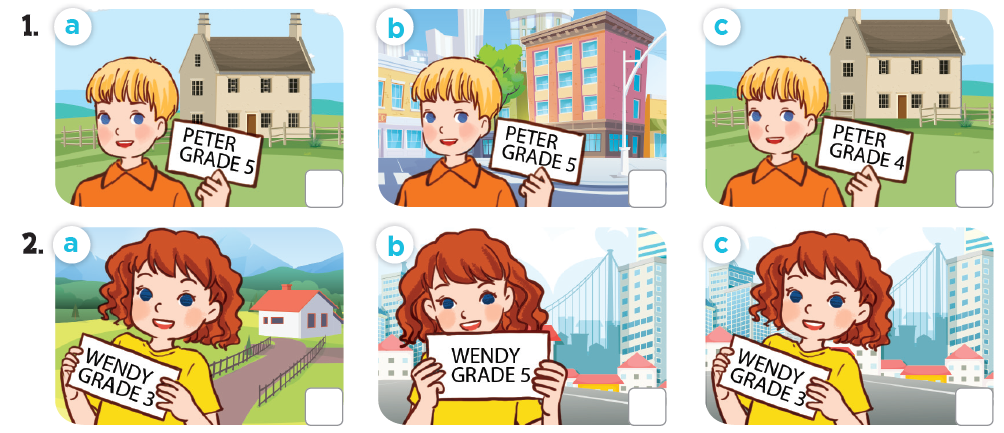 1. a b c
PETER
GRADE 5
PETER
GRADE 5
PETER
GRADE 4
2. a b c
WENDY
GRADE 3
WENDY
GRADE 5
WENDY
GRADE 3